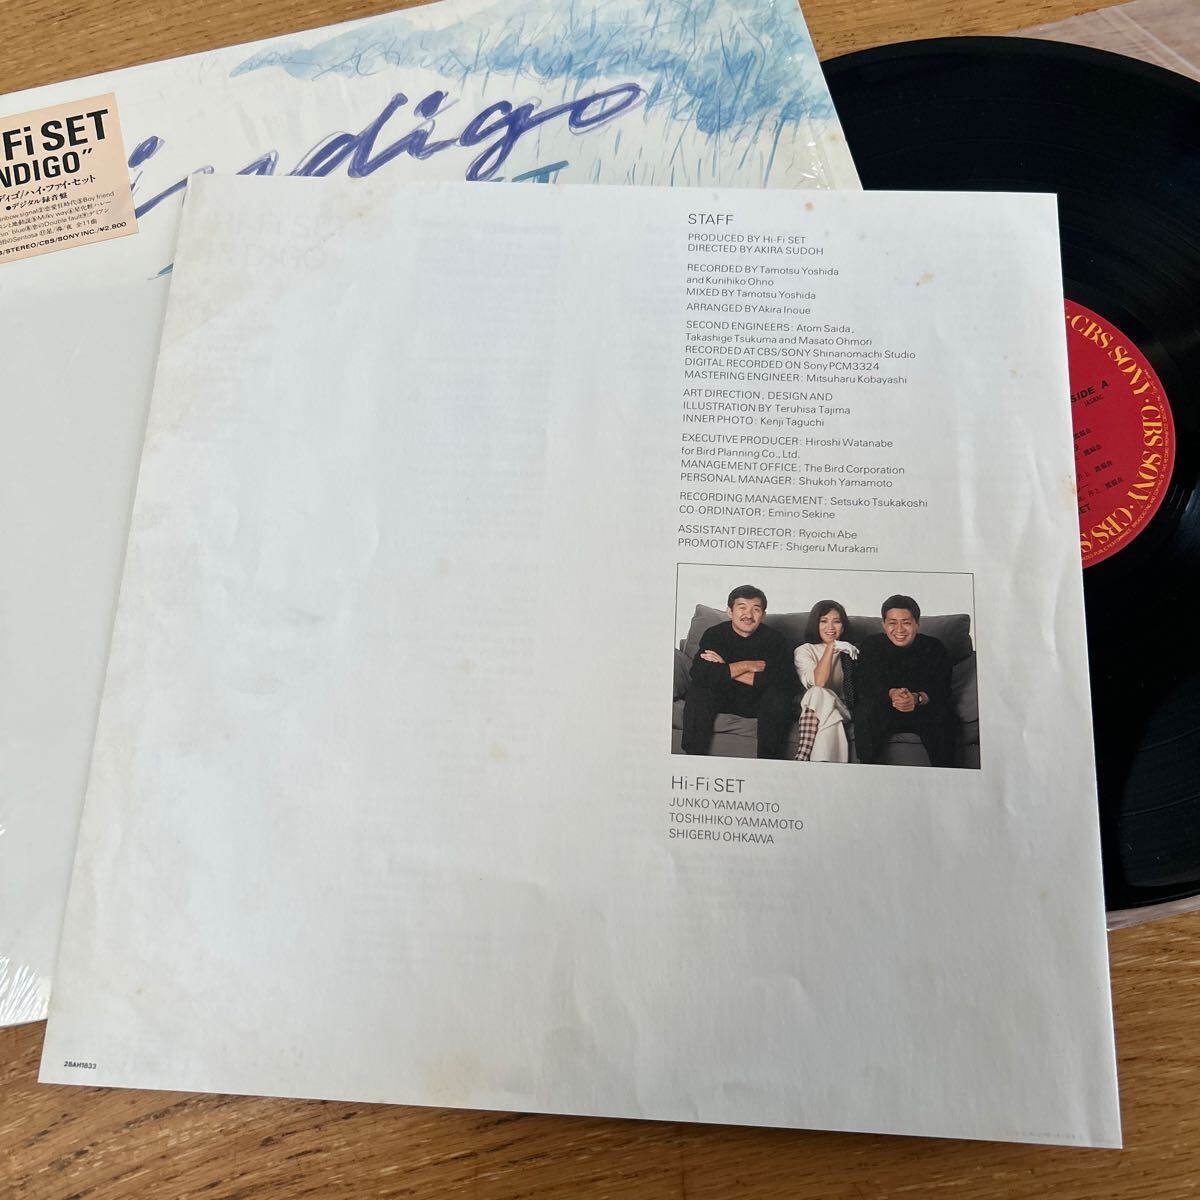 indigo
Fi SET
NDIGO"
ディゴ/ハイ・ファイ・セット
●デジタル録音盤
STEREO/CBS/SONY INC./¥2,800
STAFF
PRODUCED BY Hi-Fi SET
DIRECTED BY AKIRA SUDOH
RECORDED BY Tamotsu Yoshida
and Kunihiko Ohno
MIXED BY Tamotsu Yoshida
ARRANGED BY Akira Inoue
SECOND ENGINEERS: Atom Saida,
Takashige Tsukuma and Masato Ohmori
RECORDED AT CBS/SONY Shinanomachi Studio
DIGITAL RECORDED ON Sony PCM3324
MASTERING ENGINEER: Mitsuharu Kobayashi
ART DIRECTION, DESIGN AND
ILLUSTRATION BY Teruhisa Tajima
INNER PHOTO: Kenji Taguchi
EXECUTIVE PRODUCER: Hiroshi Watanabe
for Bird Planning Co., Ltd.
MANAGEMENT OFFICE: The Bird Corporation
PERSONAL MANAGER: Shukoh Yamamoto
RECORDING MANAGEMENT: Setsuko Tsukakoshi
CO-ORDINATOR: Emino Sekine
ASSISTANT DIRECTOR: Ryoichi Abe
PROMOTION STAFF: Shigeru Murakami
Hi-Fi SET
JUNKO YAMAMOTO
TOSHIHIKO YAMAMOTO
SHIGERU OHKAWA
28AH1833
CBS SONY · CBS SONY · CBS S
SIDE A
JASRAC